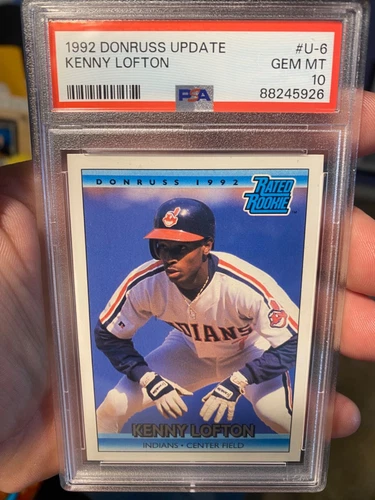 1992 DONRUSS UPDATE #U-6
KENNY LOFTON GEM MT
10
PSA 88245926
DONRUSS 1992
RATED
ROOKIE™
INDIANS
KENNY LOFTON
INDIANS • CENTER FIELD